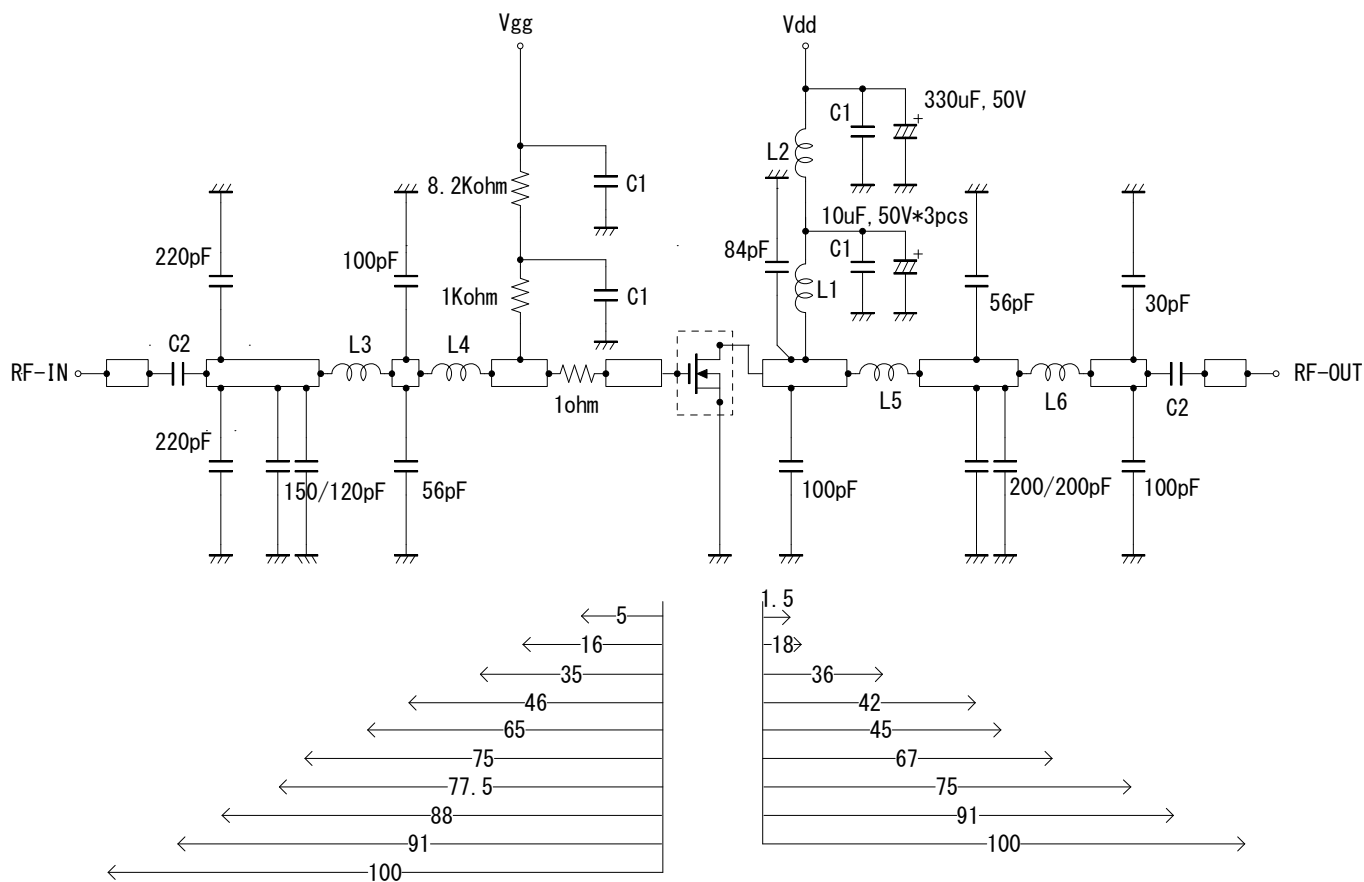 Vgg
Vdd
C1
330uF, 50V
L2
8.2Kohm
C1
10uF, 50V*3pcs
220pF
100pF
84pF
C1
1Kohm
C1
L1
56pF
30pF
RF-IN
C2
L3
L4
1ohm
L5
L6
C2
RF-OUT
220pF
150/120pF
56pF
100pF
200/200pF
100pF
5
1.5
16
18
35
36
46
42
65
45
75
67
77.5
75
88
91
91
100
100